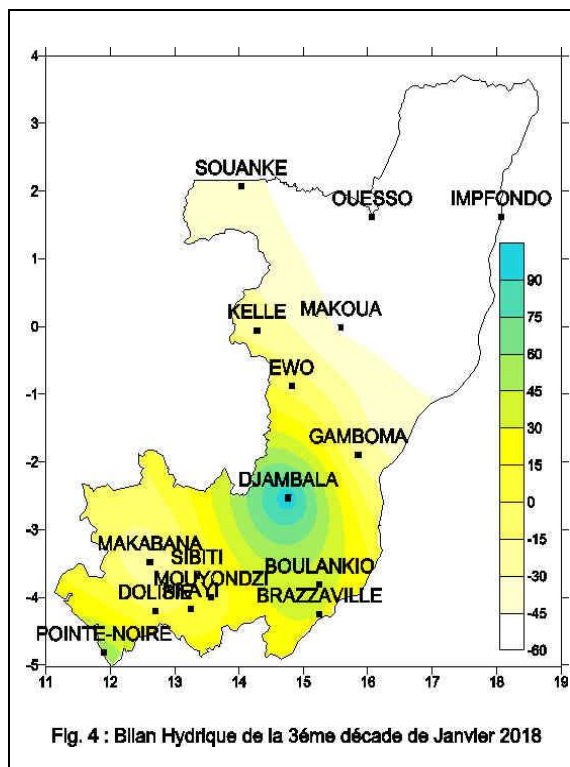 4
3
SOUANKE
2
OUESSO
IMPFONDO
1
KELLE
MAKOUA
0
EWO
-1
GAMBOMA
-2
DJAMBALA
-3
MAKABANA
SIBITI
MOUYONDZI
BOULANKIO
DOLISIE
-4
BRAZZAVILLE
POINTE-NOIRE
-5
90
75
60
45
30
15
0
-15
-30
-45
-60
11 12 13 14 15 16 17 18 19
Fig. 4 : Bilan Hydrique de la 3éme décade de Janvier 2018